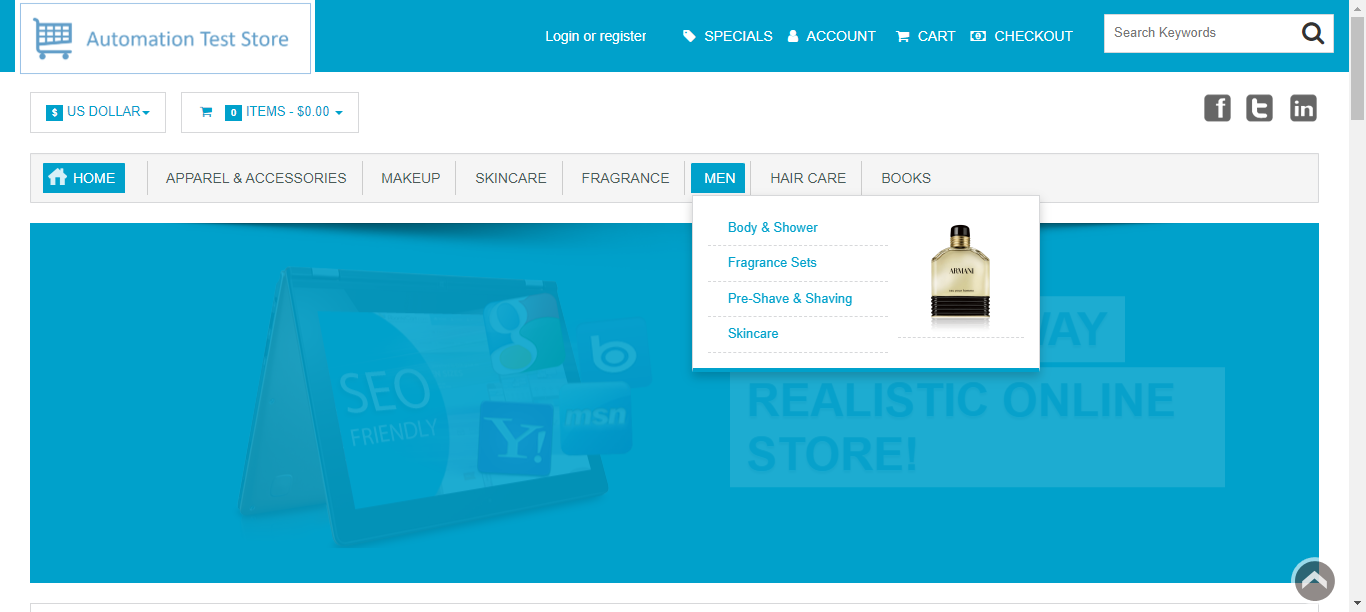 Automation Test Store
Login or register
SPECIALS
ACCOUNT
CART
CHECKOUT
Search Keywords
$ US DOLLAR
0 ITEMS - $0.00
f
t
in
HOME
APPAREL & ACCESSORIES
MAKEUP
SKINCARE
FRAGRANCE
MEN
HAIR CARE
BOOKS
Body & Shower
Fragrance Sets
Pre-Shave & Shaving
Skincare
ARMANI
WAY
REALISTIC ONLINE
STORE!
SEO
FRIENDLY
g
b
Y!
msn